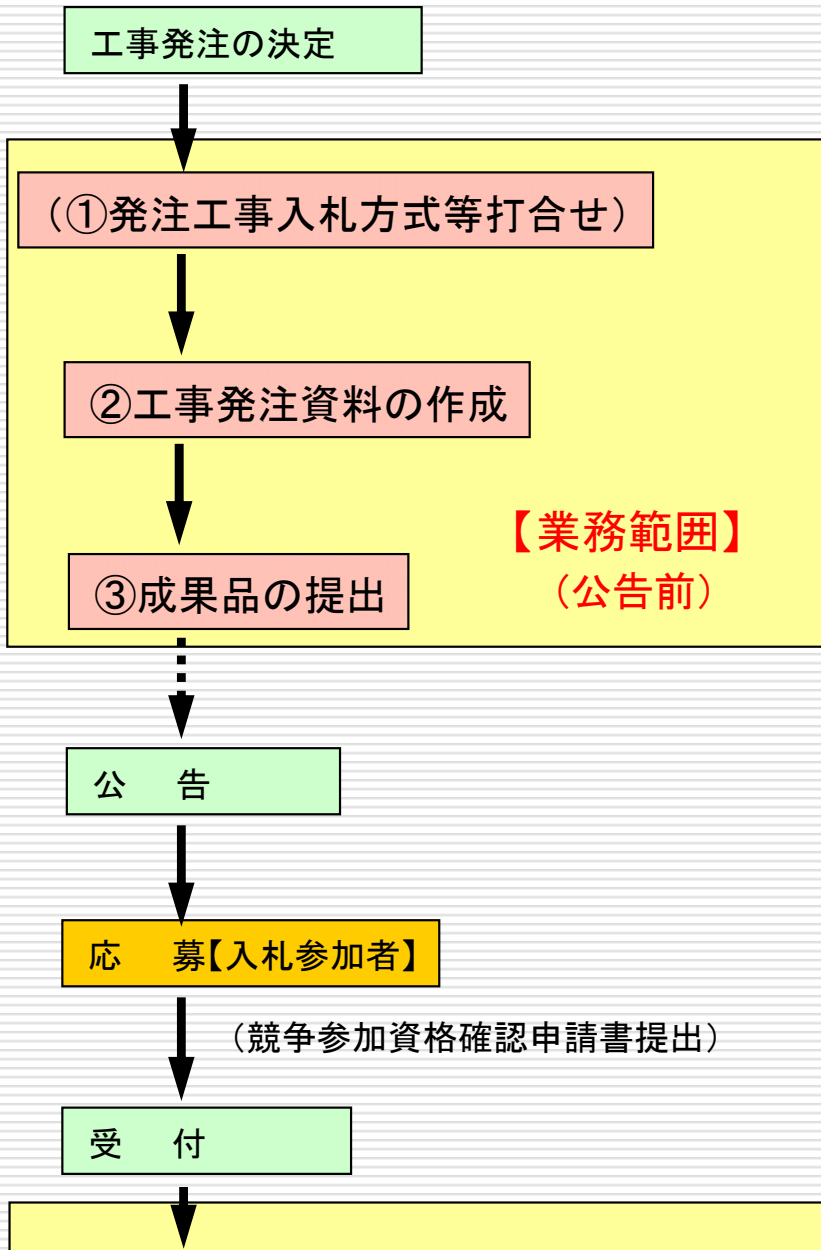 工事発注の決定
（①発注工事入札方式等打合せ）
②工事発注資料の作成
【業務範囲】
（公告前）
③成果品の提出
公　告
応　募【入札参加者】
（競争参加資格確認申請書提出）
受　付